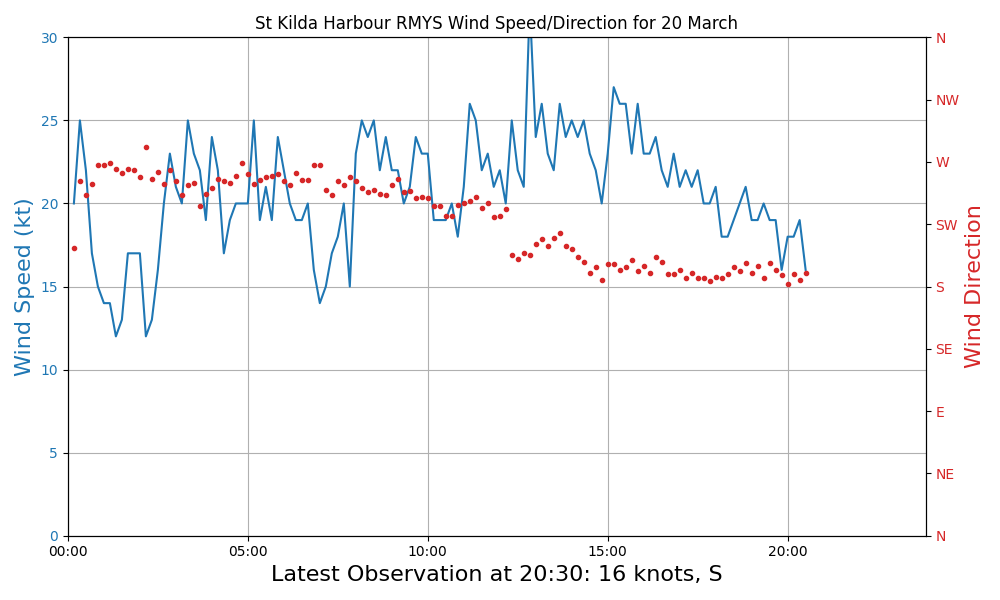 St Kilda Harbour RMYS Wind Speed/Direction for 20 March
Wind Speed (kt)
30
25
20
15
10
5
0
N
NW
W
SW
S
SE
E
NE
N
Wind Direction
00:00 05:00 10:00 15:00 20:00
Latest Observation at 20:30: 16 knots, S